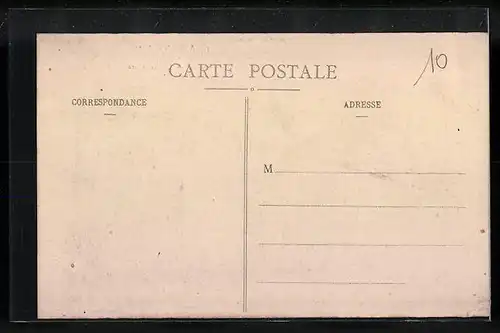 CARTE POSTALE
10
CORRESPONDANCE
ADRESSE
M